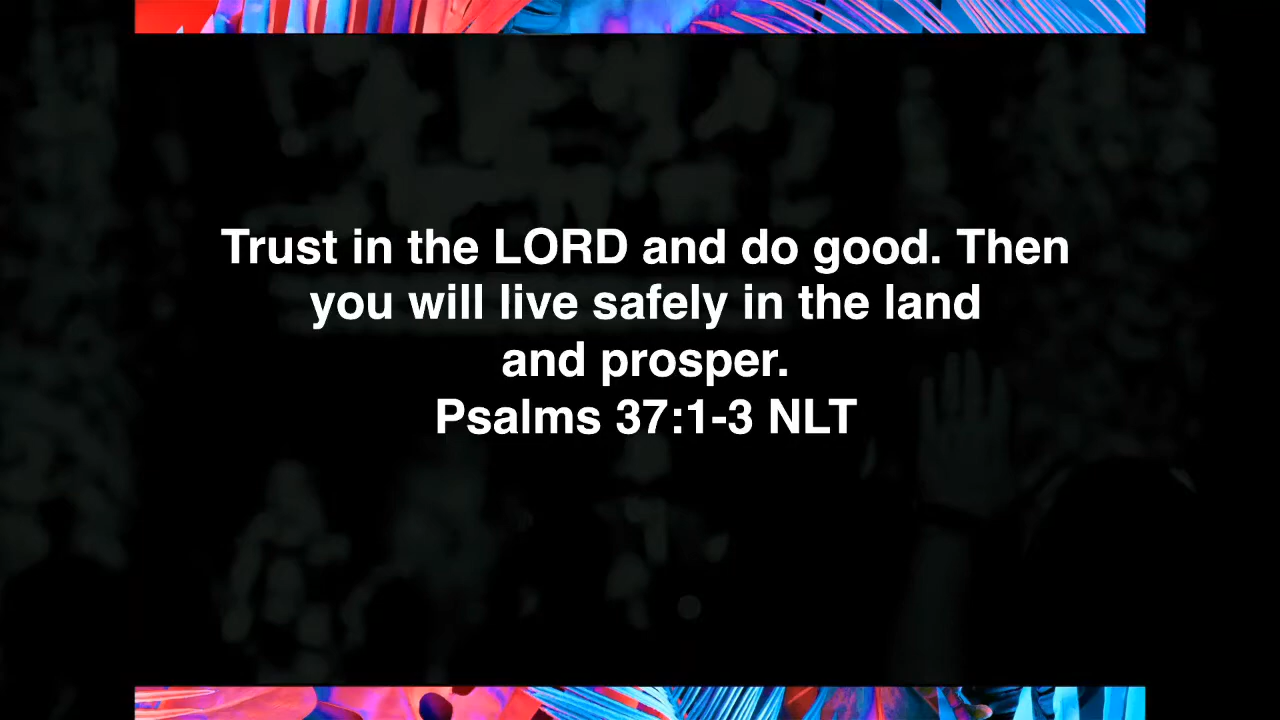 Trust in the LORD and do good. Then
you will live safely in the land
and prosper.
Psalms 37:1-3 NLT